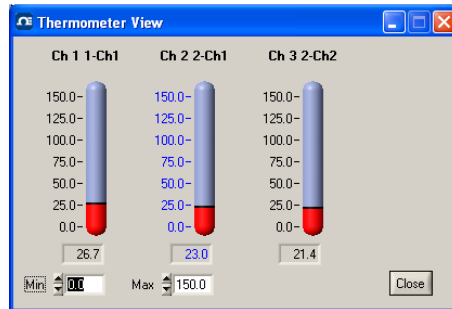 Thermometer View
Ch 1 1-Ch1 Ch 2 2-Ch1 Ch 3 2-Ch2
150.0- 150.0- 150.0-
125.0- 125.0- 125.0-
100.0- 100.0- 100.0-
75.0- 75.0- 75.0-
50.0- 50.0- 50.0-
25.0- 25.0- 25.0-
0.0- 0.0- 0.0-
26.7 23.0 21.4
Min 0.0 Max 150.0 Close